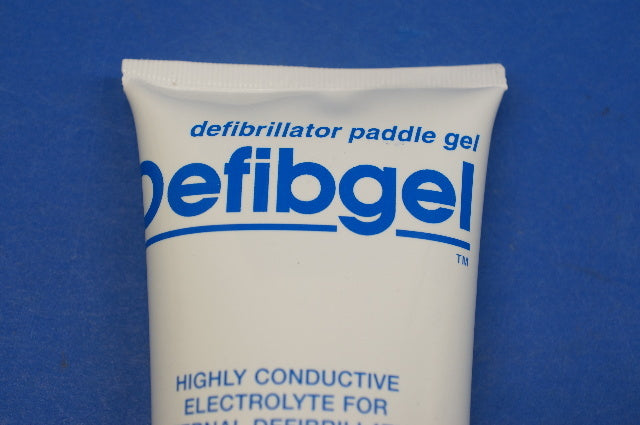 defibrillator paddle gel
Defibgel
TM
HIGHLY CONDUCTIVE
ELECTROLYTE FOR